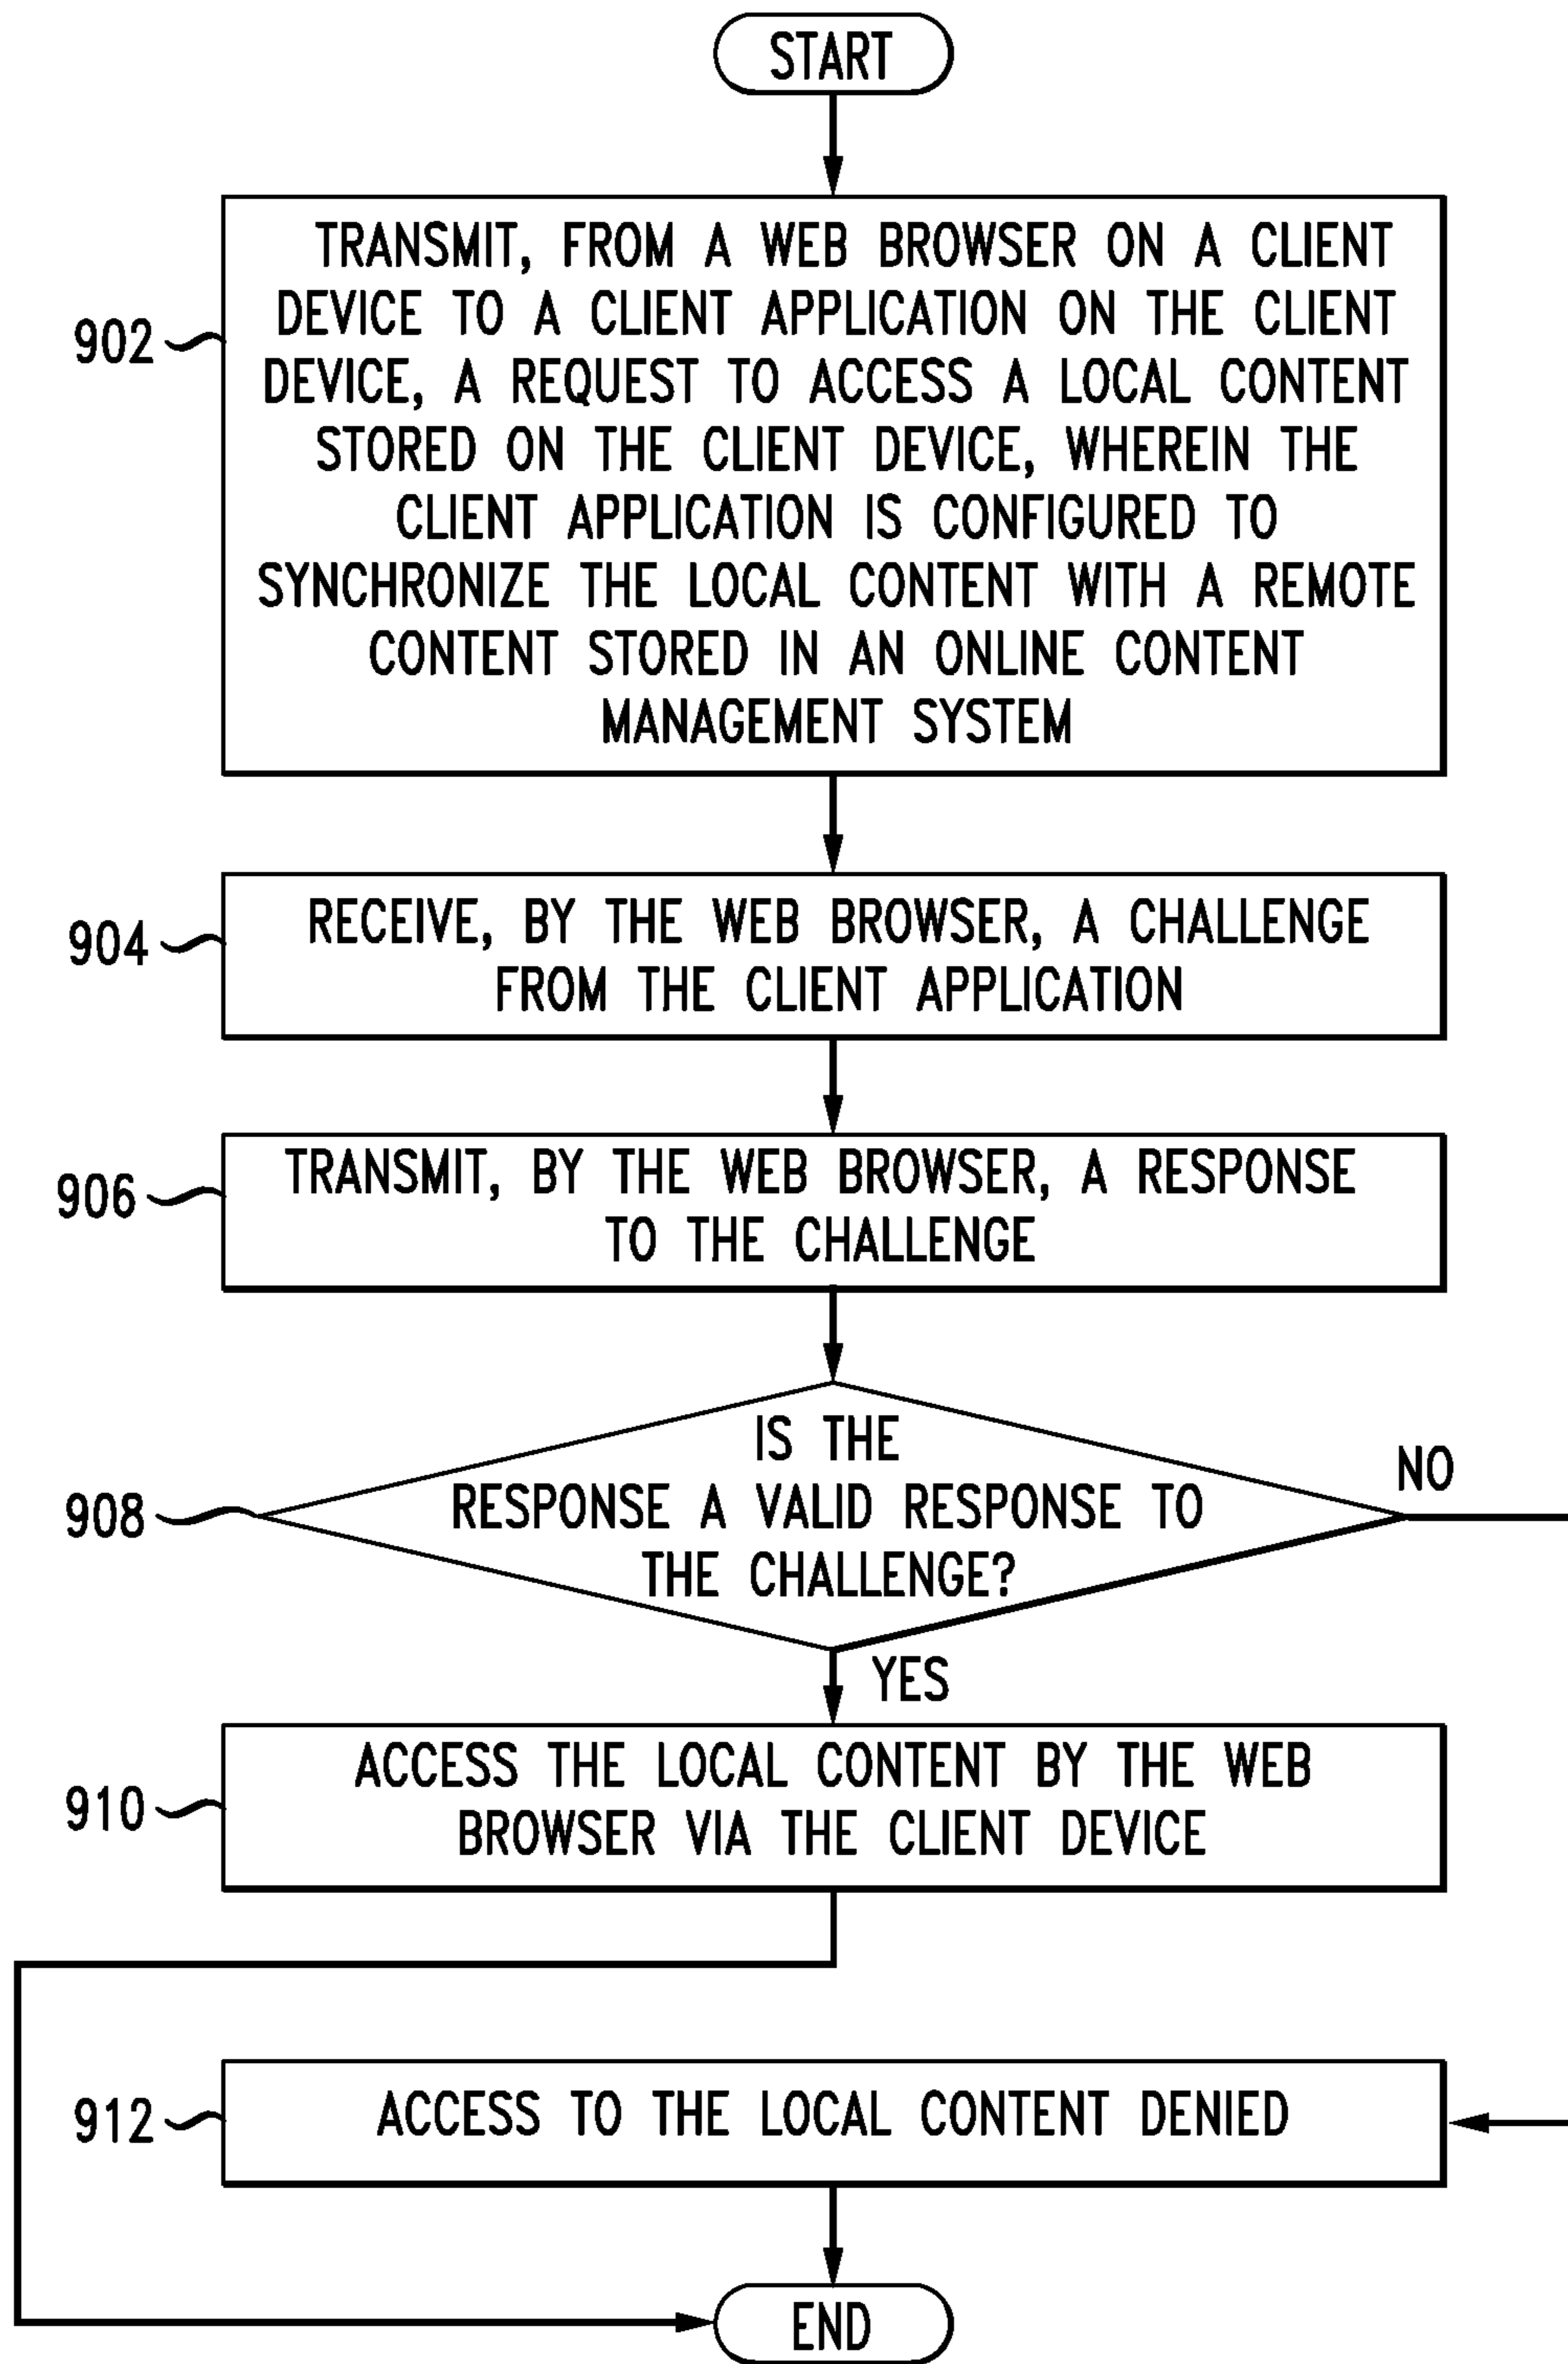 START
902
TRANSMIT, FROM A WEB BROWSER ON A CLIENT
DEVICE TO A CLIENT APPLICATION ON THE CLIENT
DEVICE, A REQUEST TO ACCESS A LOCAL CONTENT
STORED ON THE CLIENT DEVICE, WHEREIN THE
CLIENT APPLICATION IS CONFIGURED TO
SYNCHRONIZE THE LOCAL CONTENT WITH A REMOTE
CONTENT STORED IN AN ONLINE CONTENT
MANAGEMENT SYSTEM
904
RECEIVE, BY THE WEB BROWSER, A CHALLENGE
FROM THE CLIENT APPLICATION
906
TRANSMIT, BY THE WEB BROWSER, A RESPONSE
TO THE CHALLENGE
908
IS THE
RESPONSE A VALID RESPONSE TO
THE CHALLENGE?
NO
YES
910
ACCESS THE LOCAL CONTENT BY THE WEB
BROWSER VIA THE CLIENT DEVICE
912
ACCESS TO THE LOCAL CONTENT DENIED
END